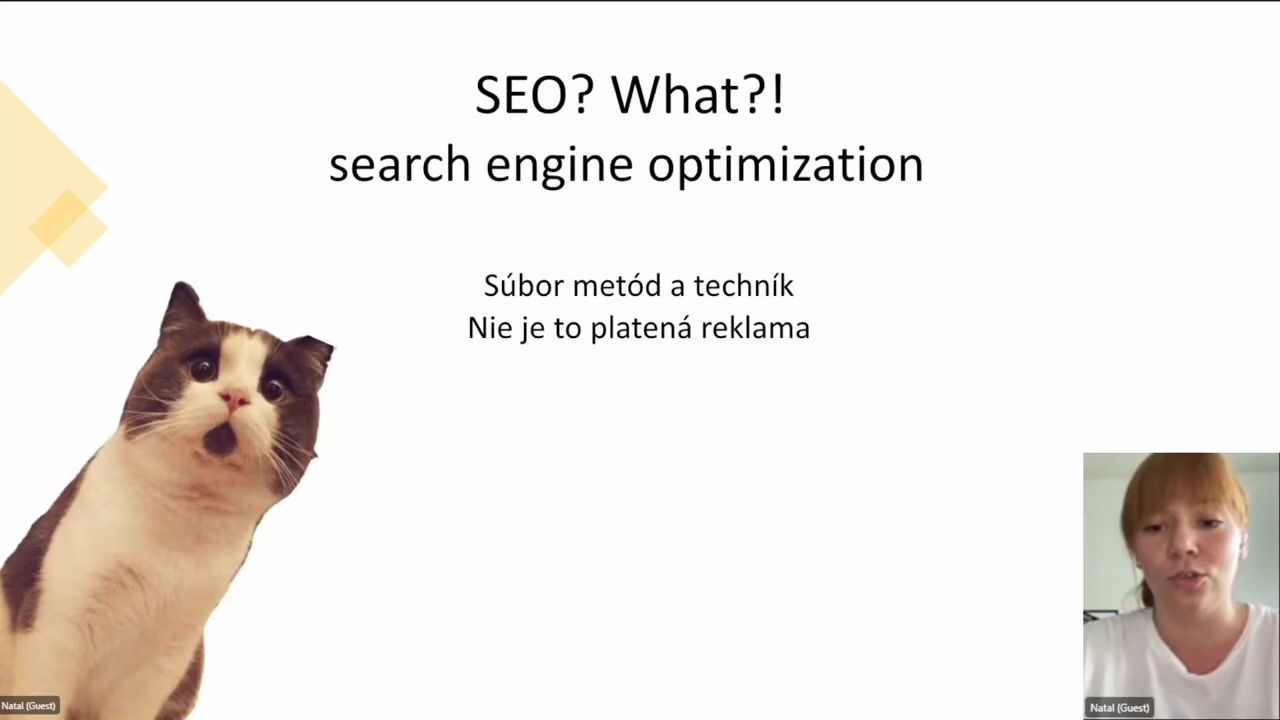 SEO? What?!
search engine optimization
Súbor metód a techník
Nie je to platená reklama
Natal (Guest)
Natal (Guest)